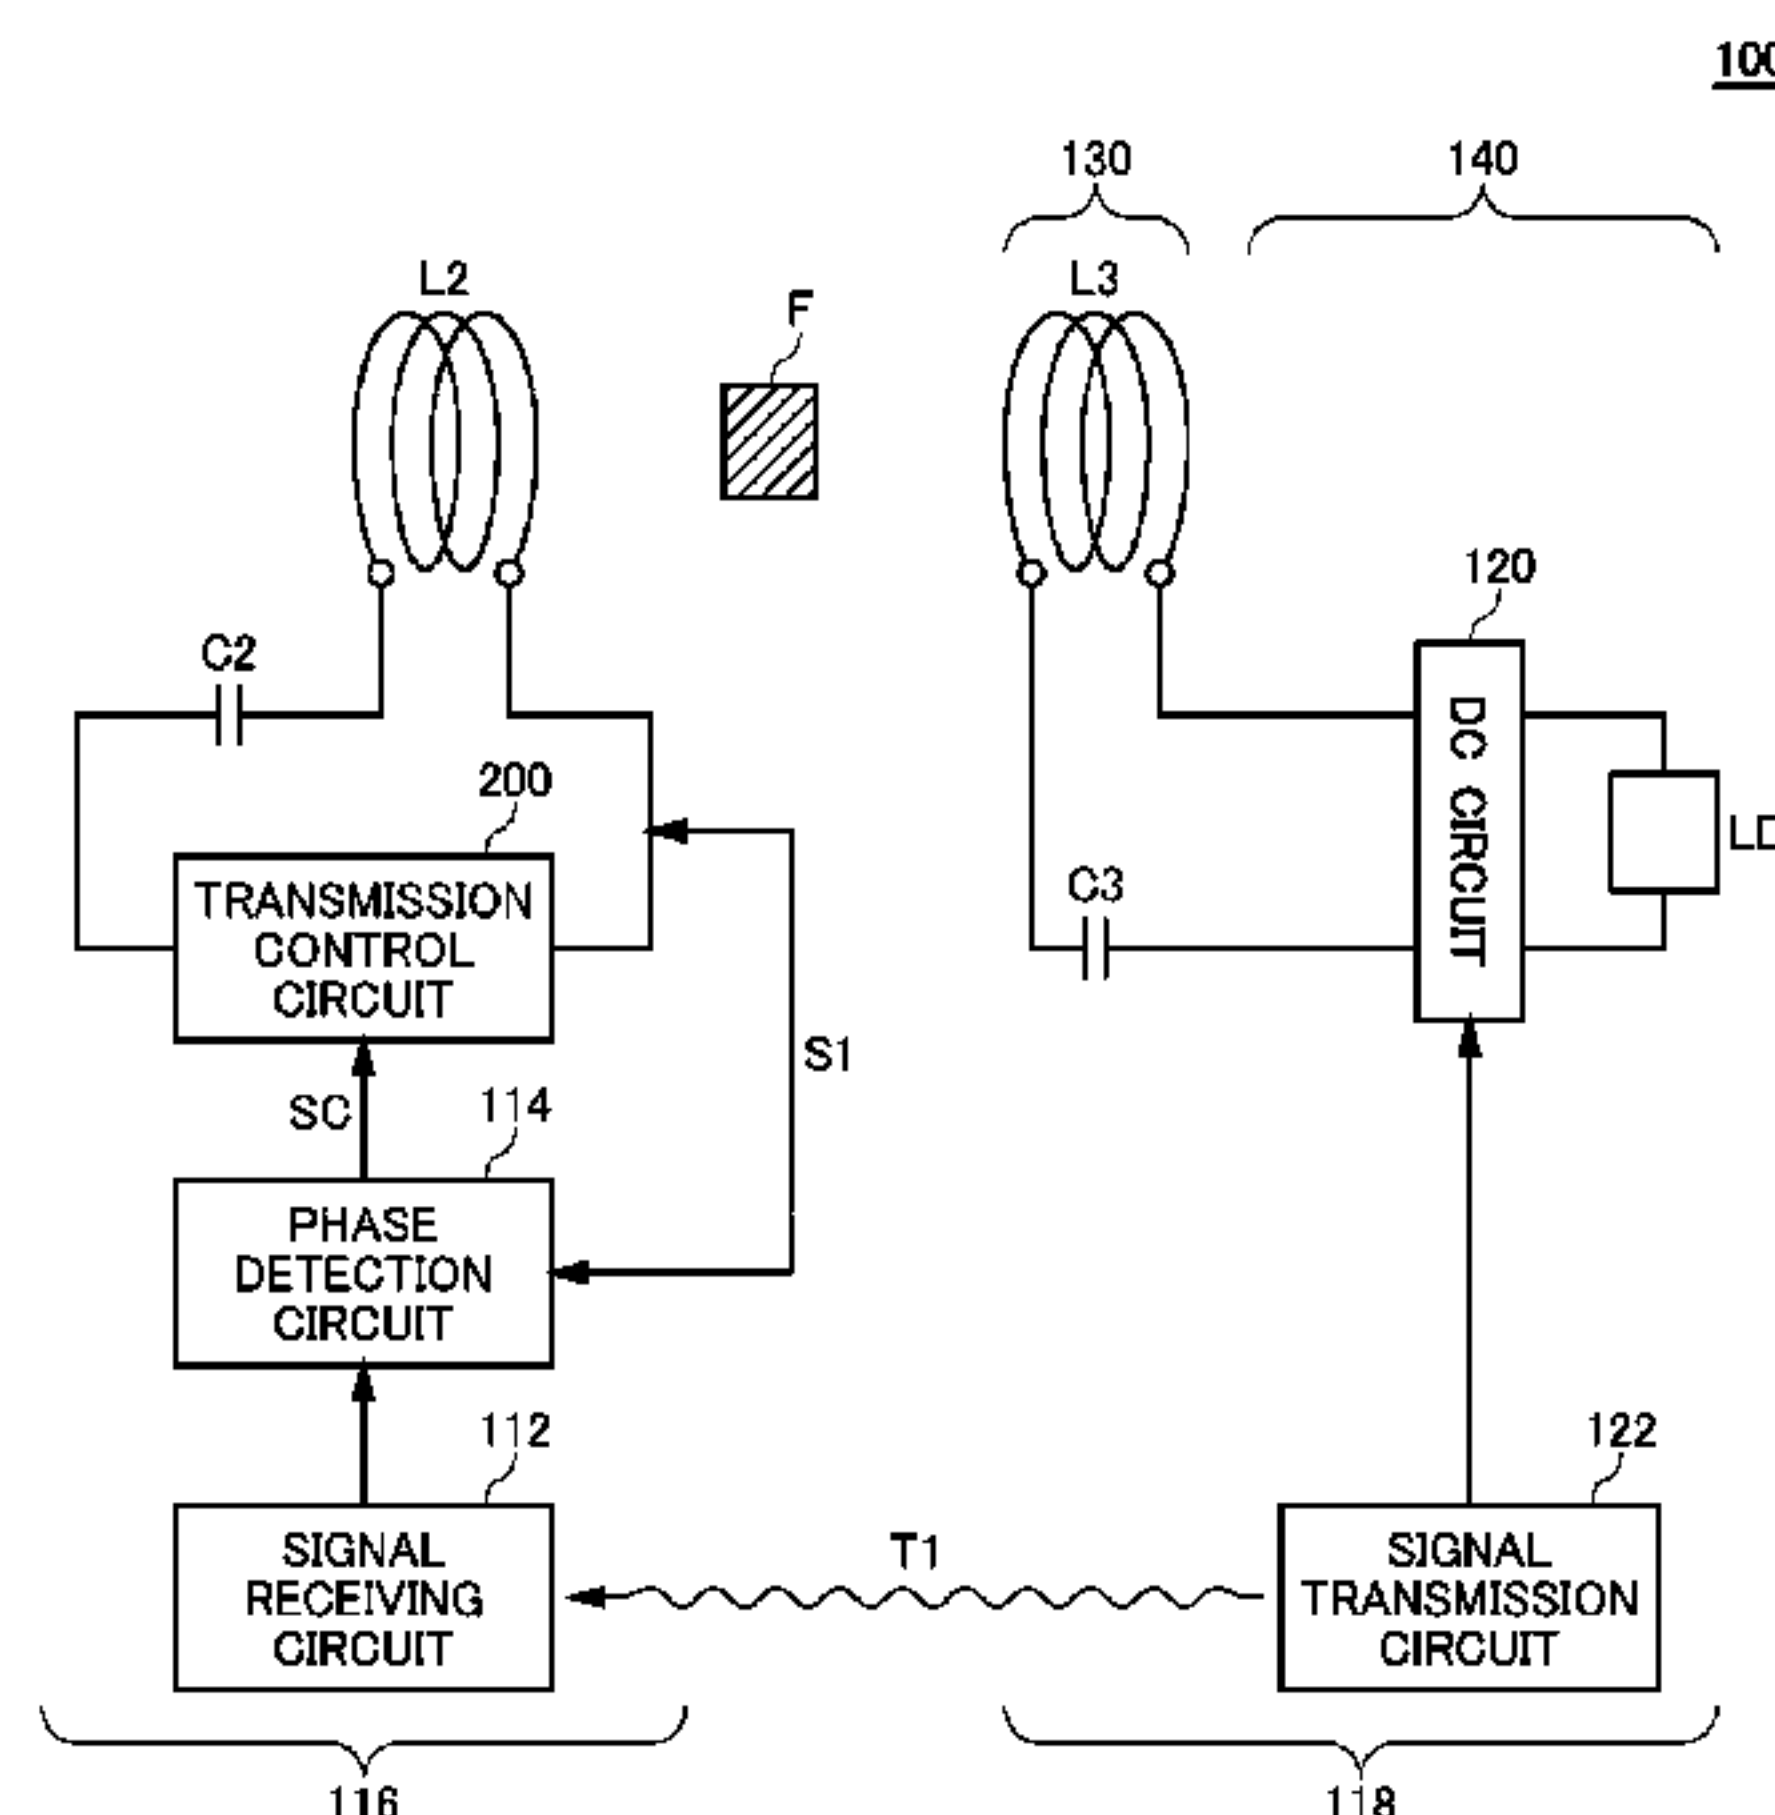 100
130
140
L2
F
L3
120
C2
DC CIRCUIT
200
TRANSMISSION
CONTROL
CIRCUIT
C3
LD
S1
SC
114
PHASE
DETECTION
CIRCUIT
112
122
SIGNAL
RECEIVING
CIRCUIT
T1
SIGNAL
TRANSMISSION
CIRCUIT
116
118